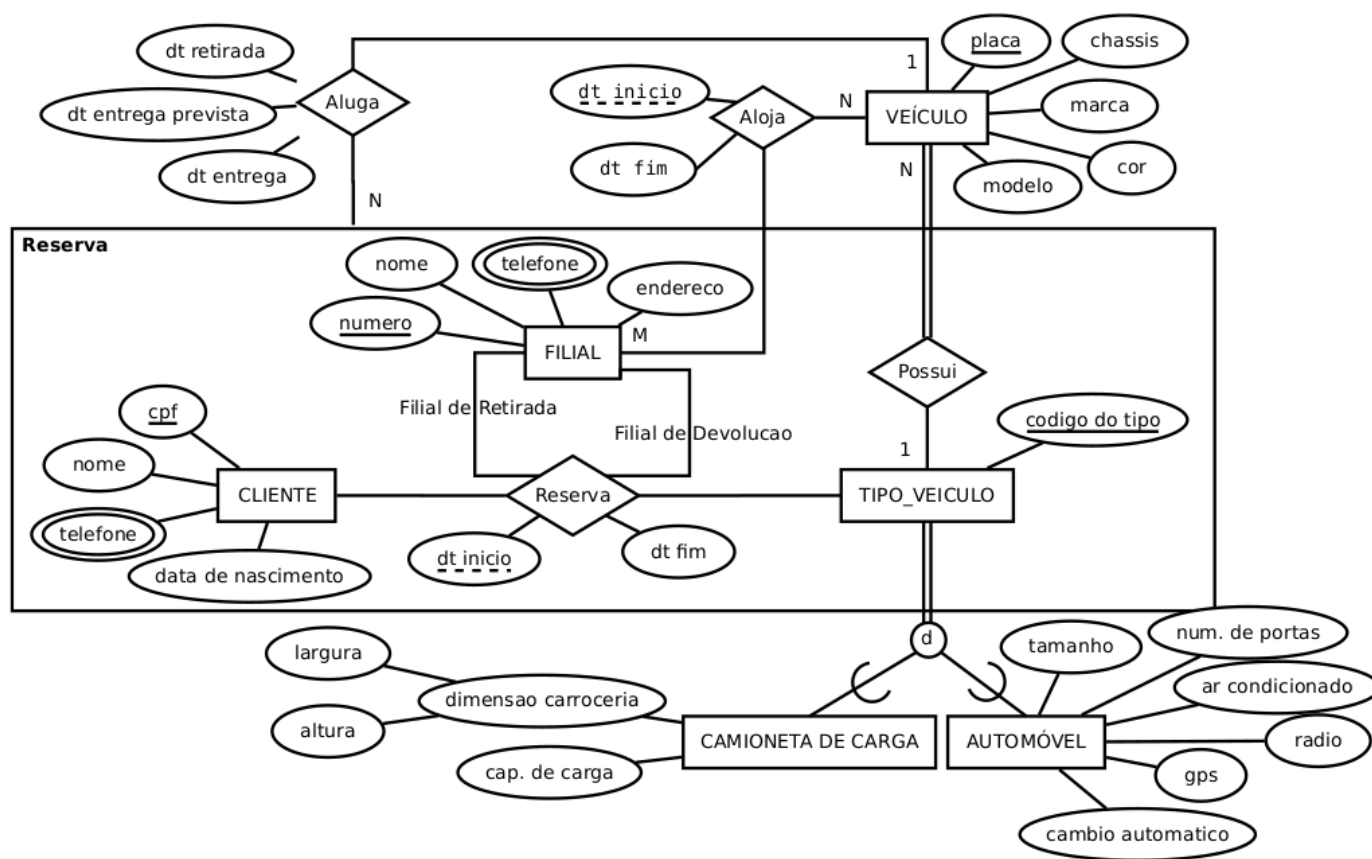 dt retirada
dt entrega prevista
dt entrega
Aluga
1
N
dt inicio
dt fim
Aloja
N
placa
chassis
marca
cor
modelo
VEÍCULO
N
Reserva
nome
telefone
endereco
numero
FILIAL
M
Possui
Filial de Retirada
Filial de Devolucao
codigo do tipo
1
cpf
nome
telefone
data de nascimento
CLIENTE
Reserva
dt inicio
dt fim
TIPO_VEICULO
d
largura
altura
dimensao carroceria
cap. de carga
CAMIONETA DE CARGA
tamanho
num. de portas
ar condicionado
radio
gps
cambio automatico
AUTOMÓVEL